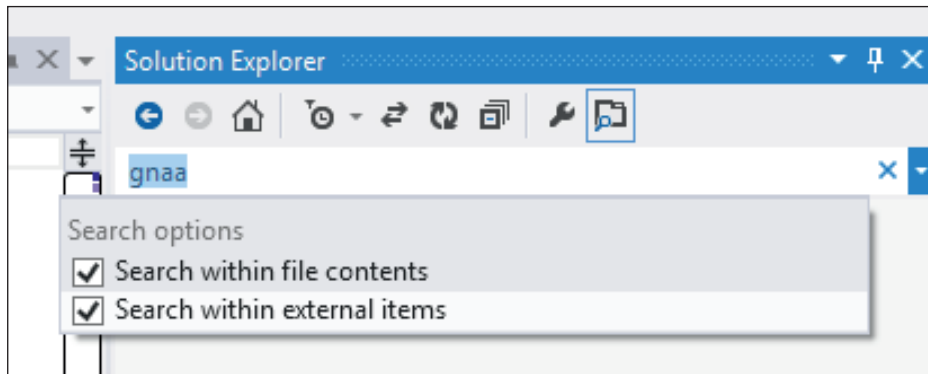 Solution Explorer
gnaa
Search options
Search within file contents
Search within external items